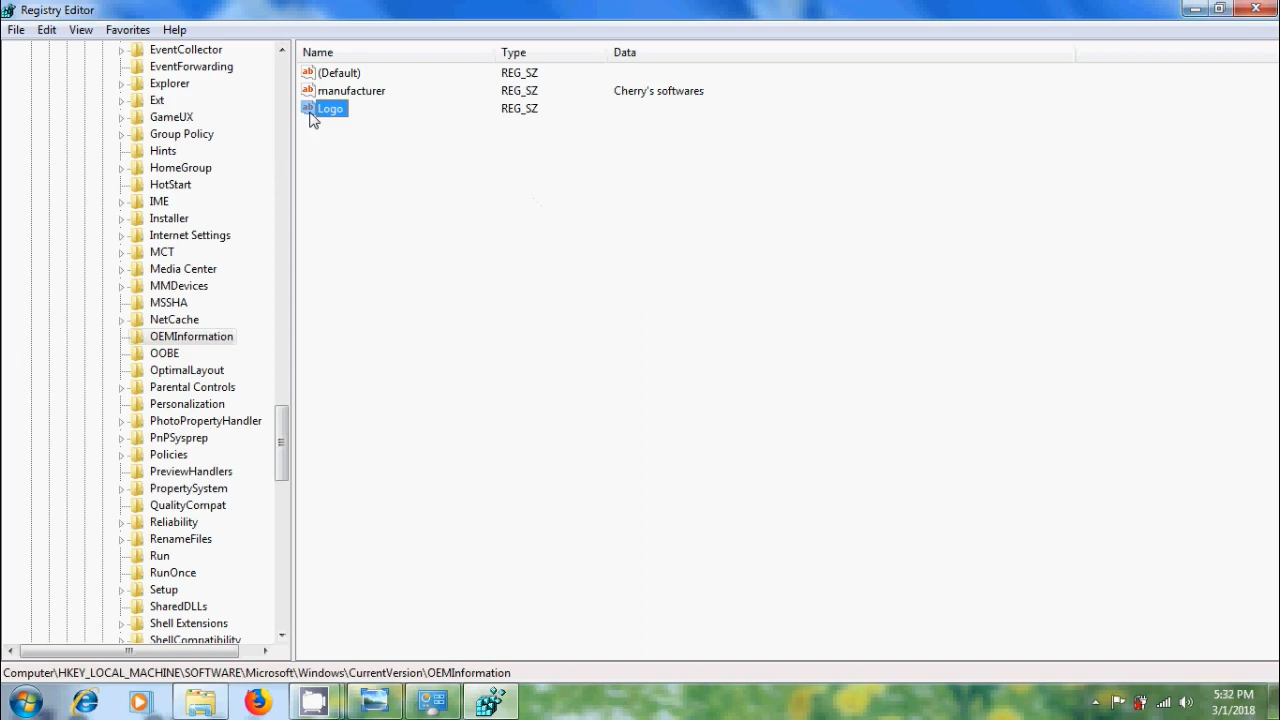 Registry Editor
File Edit View Favorites Help
EventCollector
EventForwarding
Explorer
Ext
GameUX
Group Policy
Hints
HomeGroup
HotStart
IME
Installer
Internet Settings
MCT
Media Center
MMDevices
MSSHA
NetCache
OEMInformation
OOBE
OptimalLayout
Parental Controls
Personalization
PhotoPropertyHandler
PnPSysprep
Policies
PreviewHandlers
PropertySystem
QualityCompat
Reliability
RenameFiles
Run
RunOnce
Setup
SharedDLLs
Shell Extensions
ShellCompatibility
Name Type Data
ab (Default) REG_SZ
ab manufacturer REG_SZ Cherry's softwares
ab Logo REG_SZ
Computer\HKEY_LOCAL_MACHINE\SOFTWARE\Microsoft\Windows\CurrentVersion\OEMInformation
5:32 PM
3/1/2018